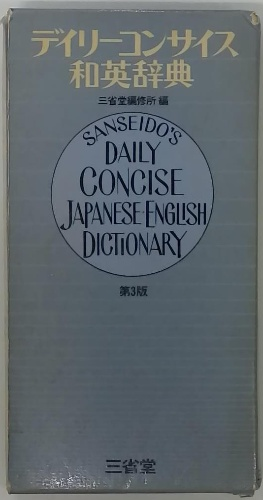 デイリーコンサイス
和英辞典
三省堂編修所 編
SANSEIDO'S
DAILY
CONCISE
JAPANESE-ENGLISH
DICTIONARY
第3版
三省堂